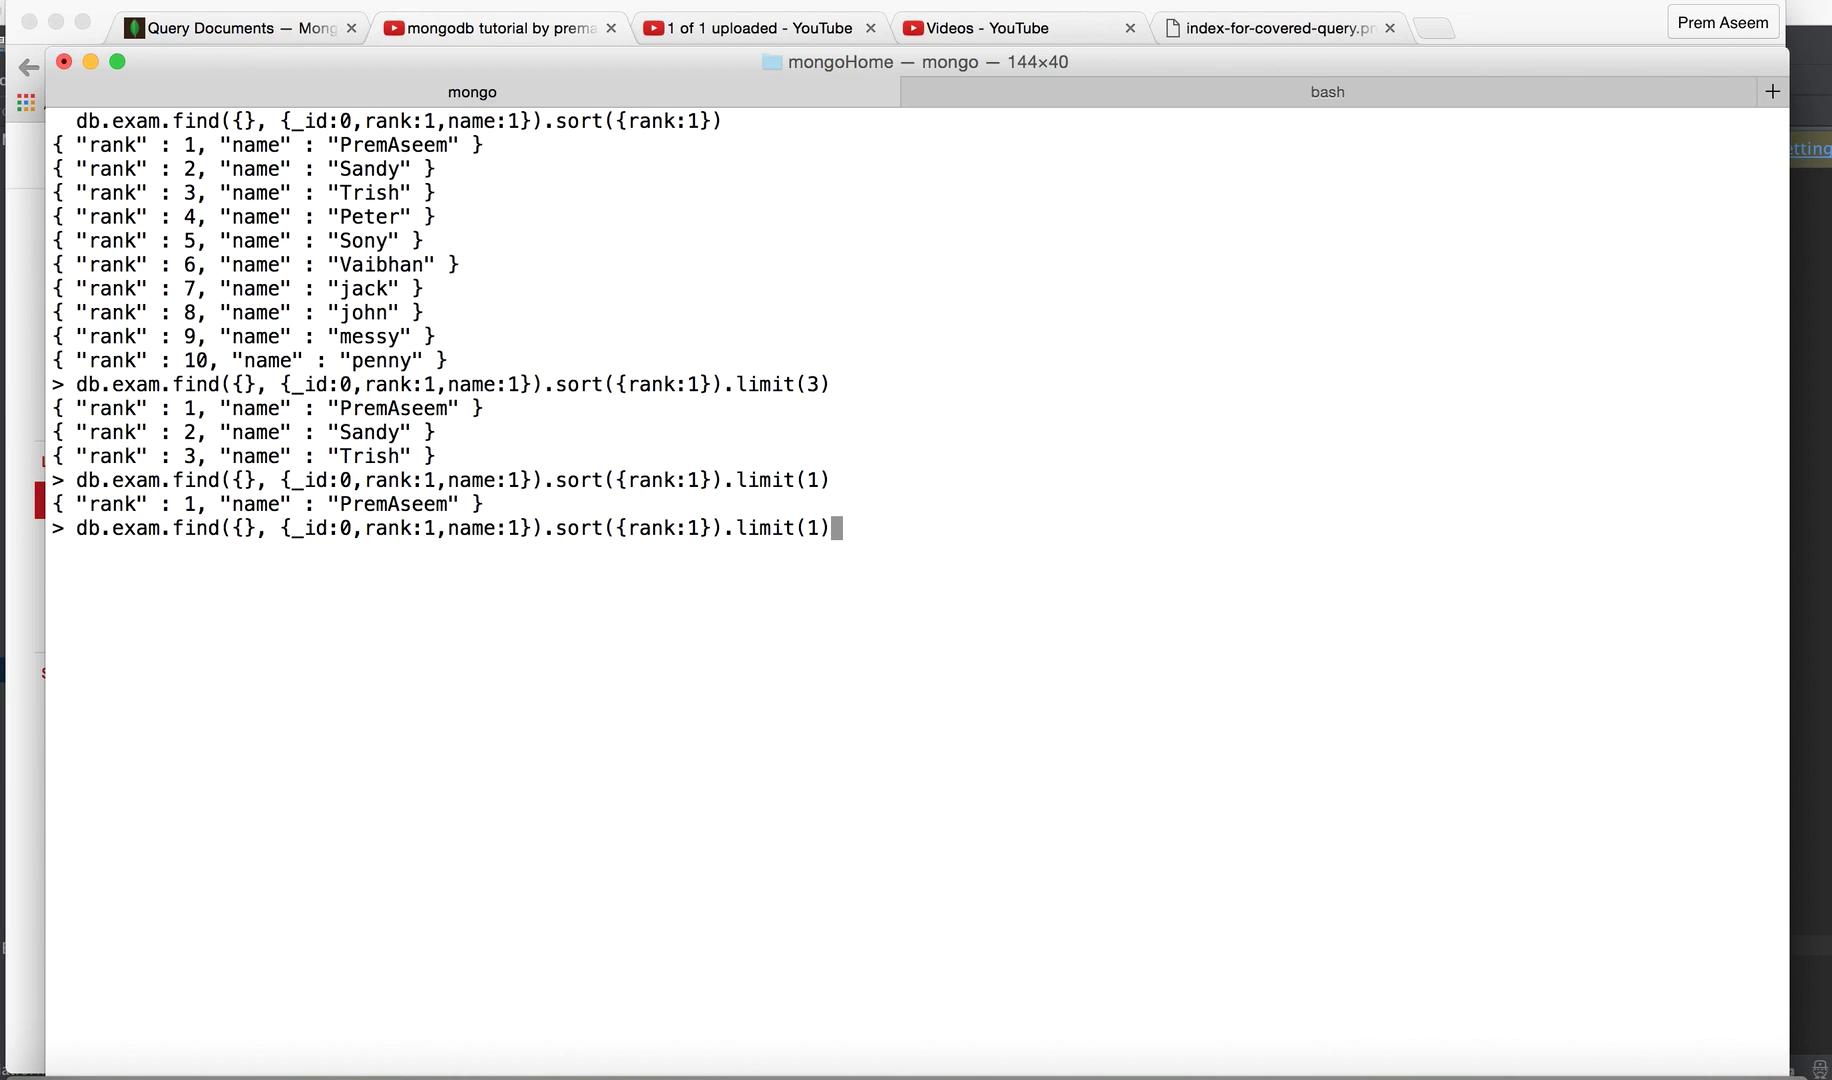 Query Documents — Mong
mongodb tutorial by prema
1 of 1 uploaded - YouTube
Videos - YouTube
index-for-covered-query.pn
Prem Aseem
mongoHome — mongo — 144×40
mongo
bash
db.exam.find({}, {_id:0,rank:1,name:1}).sort({rank:1})
{ "rank" : 1, "name" : "PremAseem" }
{ "rank" : 2, "name" : "Sandy" }
{ "rank" : 3, "name" : "Trish" }
{ "rank" : 4, "name" : "Peter" }
{ "rank" : 5, "name" : "Sony" }
{ "rank" : 6, "name" : "Vaibhan" }
{ "rank" : 7, "name" : "jack" }
{ "rank" : 8, "name" : "john" }
{ "rank" : 9, "name" : "messy" }
{ "rank" : 10, "name" : "penny" }
> db.exam.find({}, {_id:0,rank:1,name:1}).sort({rank:1}).limit(3)
{ "rank" : 1, "name" : "PremAseem" }
{ "rank" : 2, "name" : "Sandy" }
{ "rank" : 3, "name" : "Trish" }
> db.exam.find({}, {_id:0,rank:1,name:1}).sort({rank:1}).limit(1)
{ "rank" : 1, "name" : "PremAseem" }
> db.exam.find({}, {_id:0,rank:1,name:1}).sort({rank:1}).limit(1)
etting